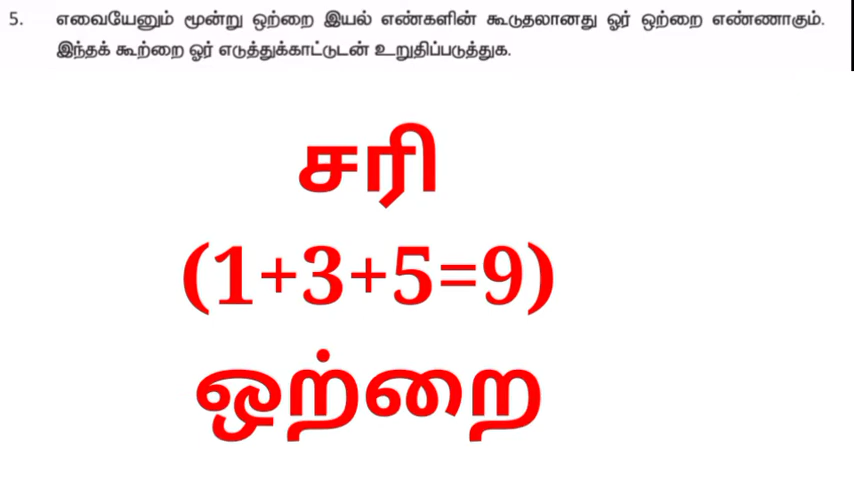 5. எவையேனும் மூன்று ஒற்றை இயல் எண்களின் கூடுதலானது ஓர் ஒற்றை எண்ணாகும்.
இந்தக் கூற்றை ஓர் எடுத்துக்காட்டுடன் உறுதிப்படுத்துக.
சரி
(1+3+5=9)
ஒற்றை